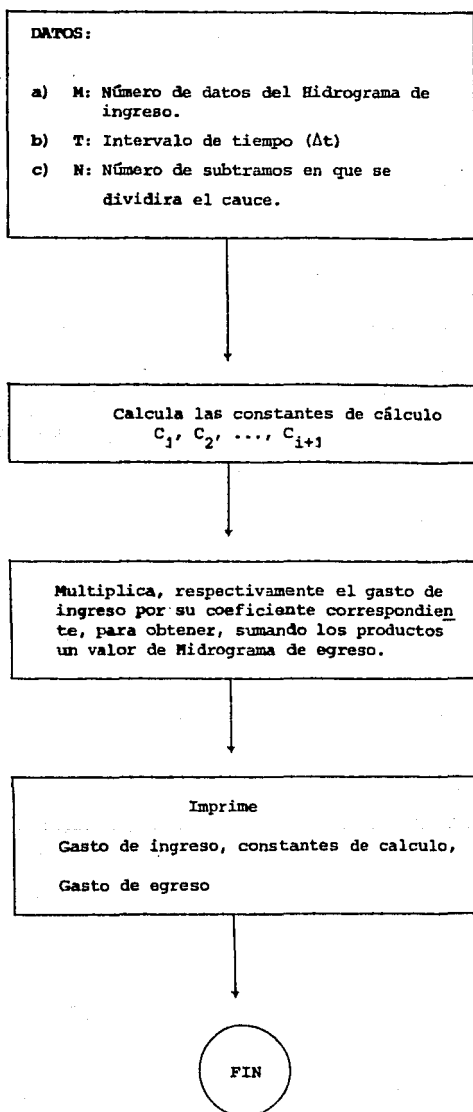 DATOS:
a) M: Número de datos del Hidrograma de
ingreso.
b) T: Intervalo de tiempo (Δt)
c) N: Número de subtramos en que se
dividira el cauce.
Calcula las constantes de cálculo
C1, C2, ..., Ci+1
Multiplica, respectivamente el gasto de
ingreso por su coeficiente correspondien
te, para obtener, sumando los productos
un valor de Hidrograma de egreso.
Imprime
Gasto de ingreso, constantes de calculo,
Gasto de egreso
FIN